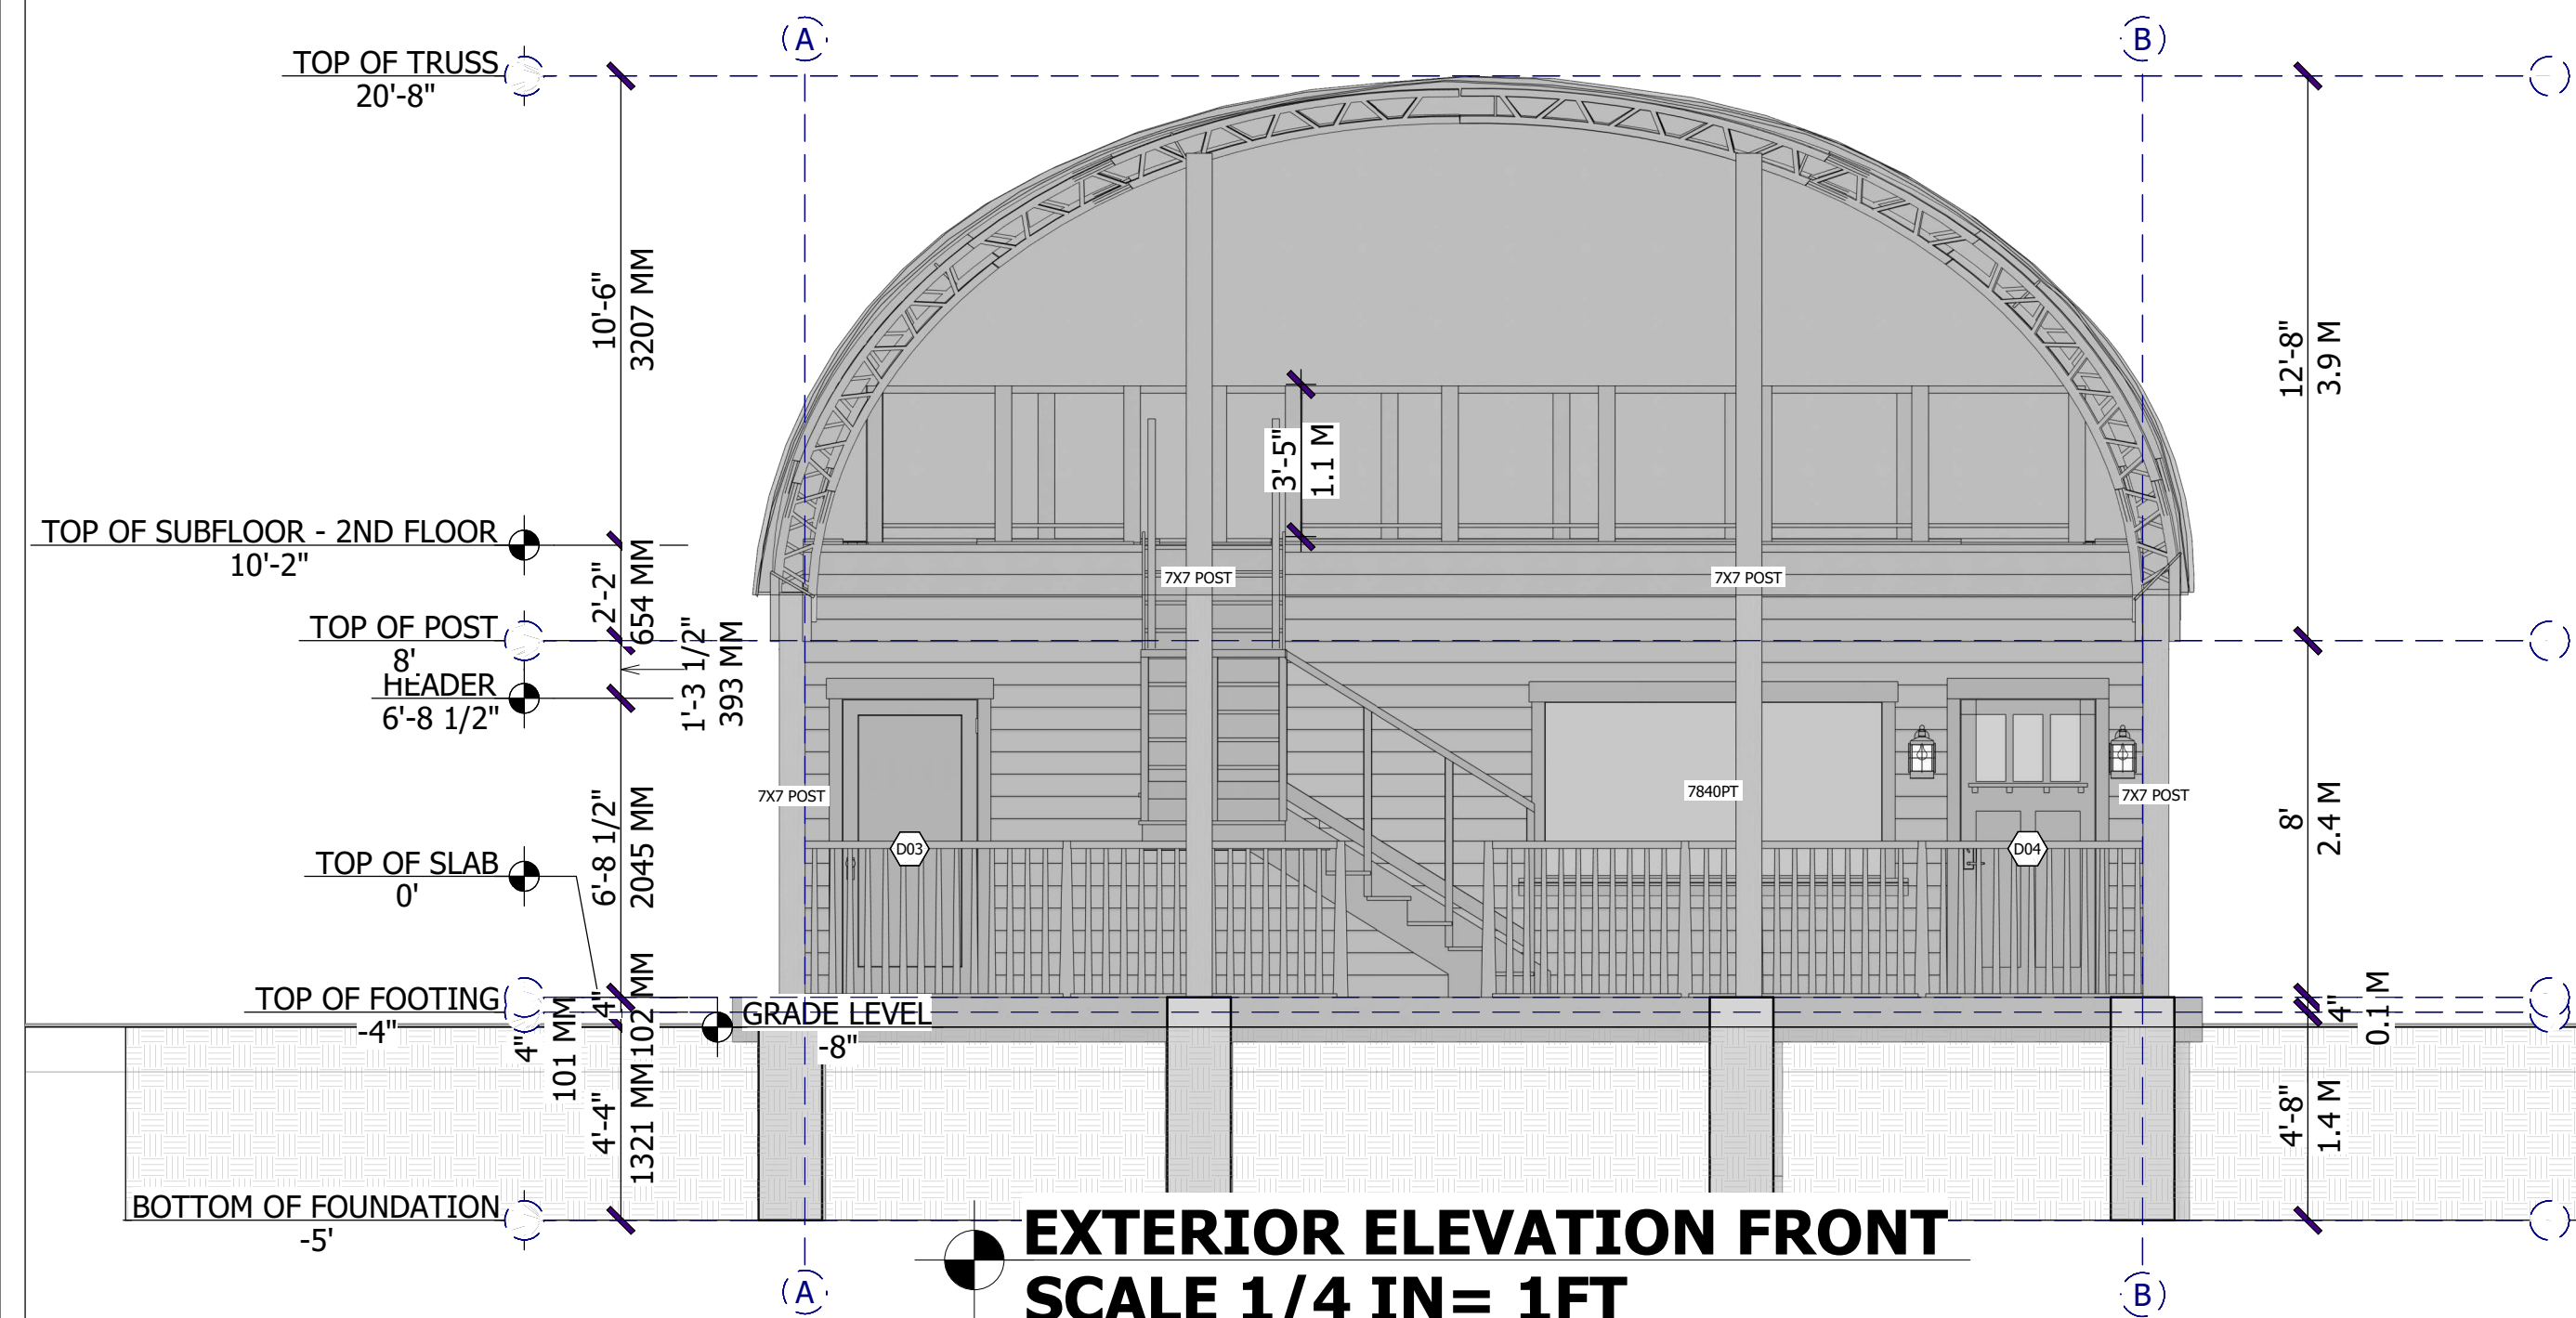 A
B
TOP OF TRUSS
20'-8"
10'-6"
3207 MM
12'-8"
3.9 M
3'-5"
1.1 M
TOP OF SUBFLOOR - 2ND FLOOR
10'-2"
2'-2"
654 MM
7X7 POST
7X7 POST
TOP OF POST
8'
HEADER
6'-8 1/2"
1'-3 1/2"
393 MM
7X7 POST
7840PT
7X7 POST
6'-8 1/2"
2045 MM
8'
2.4 M
D03
D04
TOP OF SLAB
0'
TOP OF FOOTING
-4"
4"
102 MM
4"
101 MM
GRADE LEVEL
-8"
4"
0.1 M
4'-4"
1321 MM
4'-8"
1.4 M
BOTTOM OF FOUNDATION
-5'
EXTERIOR ELEVATION FRONT
SCALE 1/4 IN= 1FT
A
B